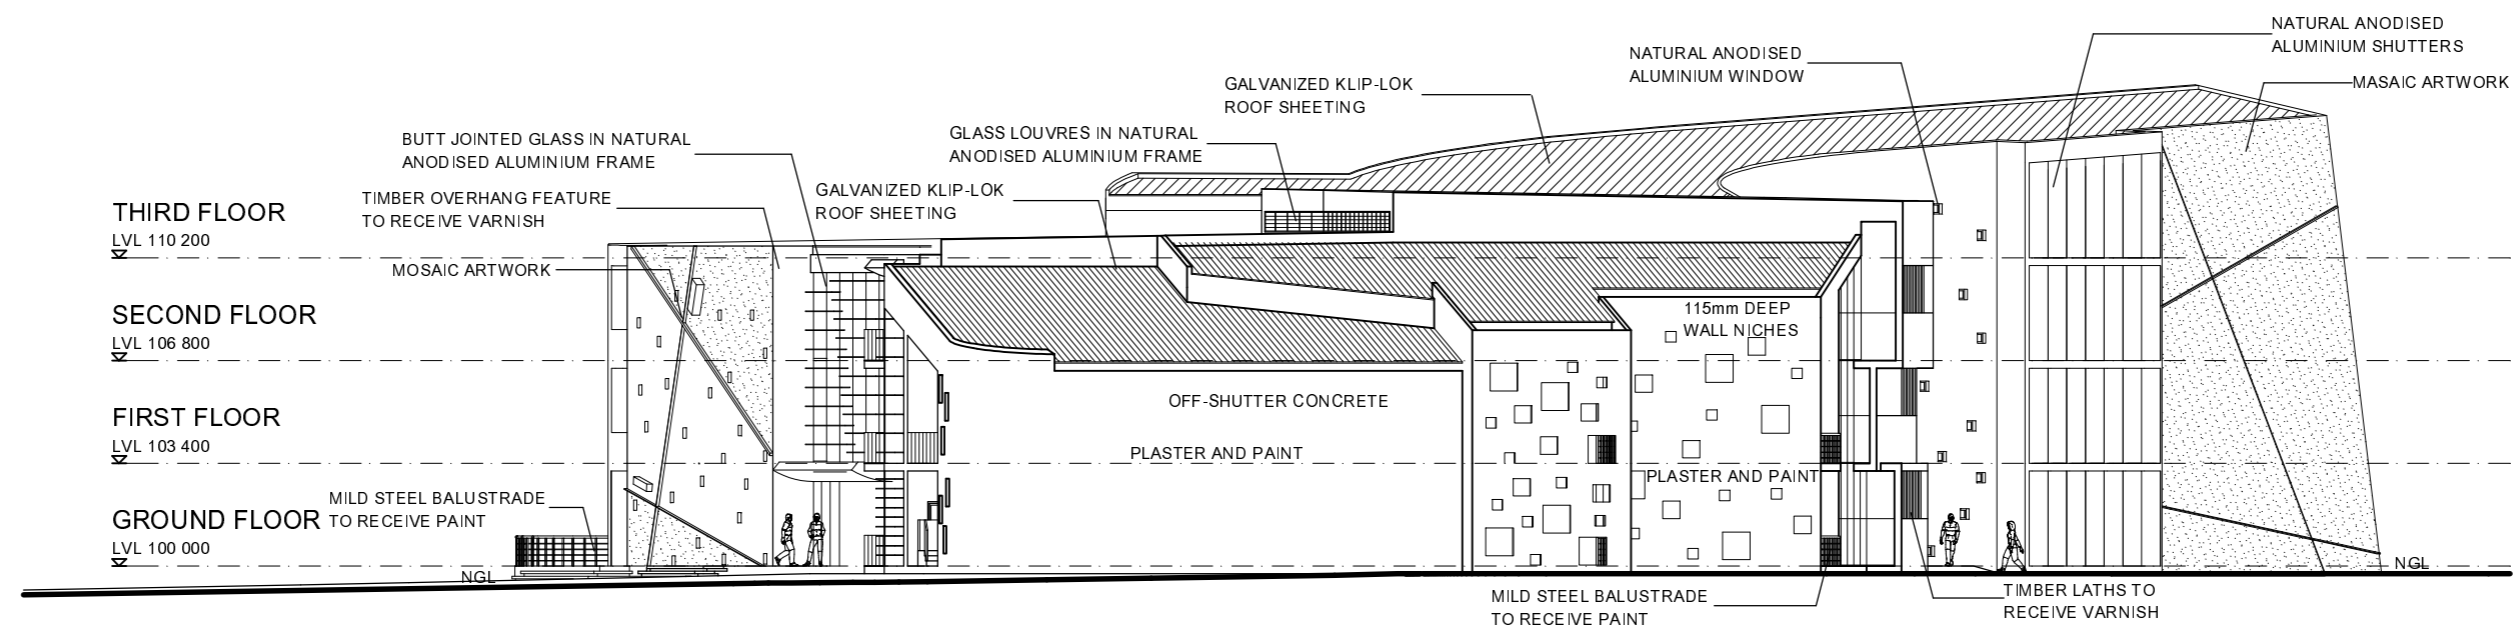 NATURAL ANODISED
ALUMINIUM SHUTTERS
NATURAL ANODISED
ALUMINIUM WINDOW
MASAIC ARTWORK
GALVANIZED KLIP-LOK
ROOF SHEETING
BUTT JOINTED GLASS IN NATURAL
ANODISED ALUMINIUM FRAME
GLASS LOUVRES IN NATURAL
ANODISED ALUMINIUM FRAME
TIMBER OVERHANG FEATURE
TO RECEIVE VARNISH
GALVANIZED KLIP-LOK
ROOF SHEETING
THIRD FLOOR
LVL 110 200
MOSAIC ARTWORK
SECOND FLOOR
LVL 106 800
115mm DEEP
WALL NICHES
FIRST FLOOR
LVL 103 400
OFF-SHUTTER CONCRETE
PLASTER AND PAINT
PLASTER AND PAINT
MILD STEEL BALUSTRADE
TO RECEIVE PAINT
GROUND FLOOR
LVL 100 000
NGL
NGL
MILD STEEL BALUSTRADE
TO RECEIVE PAINT
TIMBER LATHS TO
RECEIVE VARNISH